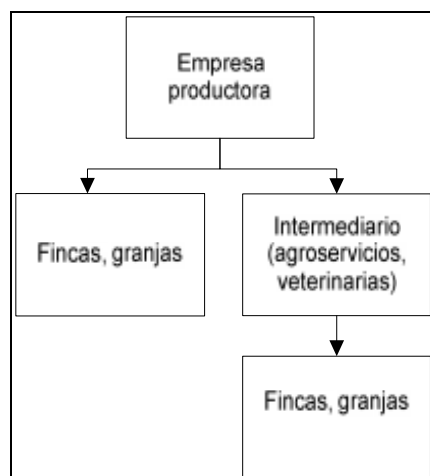 Empresa
productora
Fincas, granjas
Intermediario
(agroservicios,
veterinarias)
Fincas, granjas